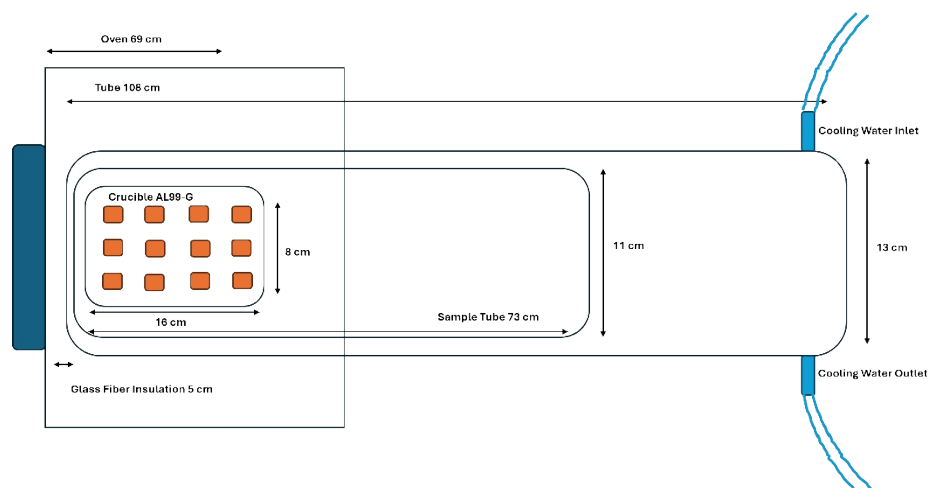 Oven 69 cm
Tube 108 cm
Cooling Water Inlet
Crucible AL99-G
8 cm
11 cm
13 cm
16 cm
Sample Tube 73 cm
Cooling Water Outlet
Glass Fiber Insulation 5 cm